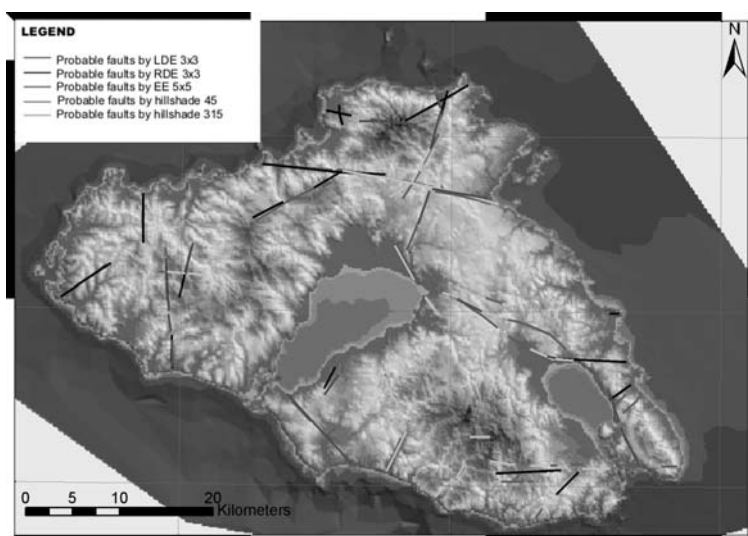 LEGEND
Probable faults by LDE 3x3
Probable faults by RDE 3x3
Probable faults by EE 5x5
Probable faults by hillshade 45
Probable faults by hillshade 315
N
0 5 10 20
Kilometers